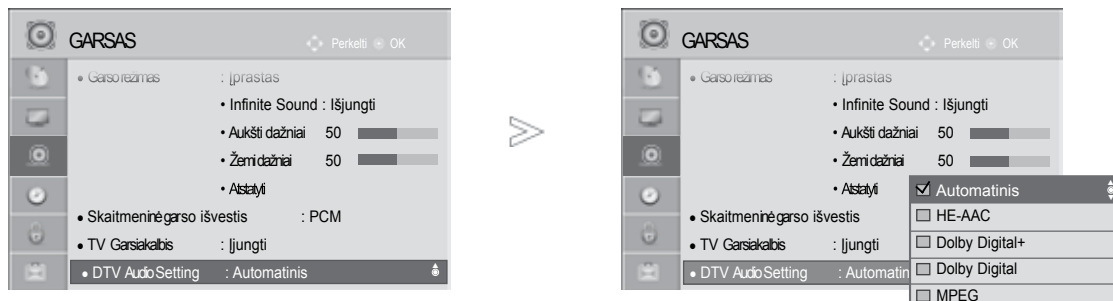 GARSAS
Perkelti OK
• Garso režimas : Įprastas
• Infinite Sound : Išjungti
• Aukšti dažniai 50
• Žemi dažniai 50
• Atstatyti
• Skaitmeninė garso išvestis : PCM
• TV Garsiakalbis : Įjungti
• DTV Audio Setting : Automatinis
GARSAS
Perkelti OK
• Garso režimas : Įprastas
• Infinite Sound : Išjungti
• Aukšti dažniai 50
• Žemi dažniai 50
• Atstatyti
• Skaitmeninė garso išvestis
• TV Garsiakalbis : Įjungti
• DTV Audio Setting : Automatin
Automatinis
HE-AAC
Dolby Digital+
Dolby Digital
MPEG